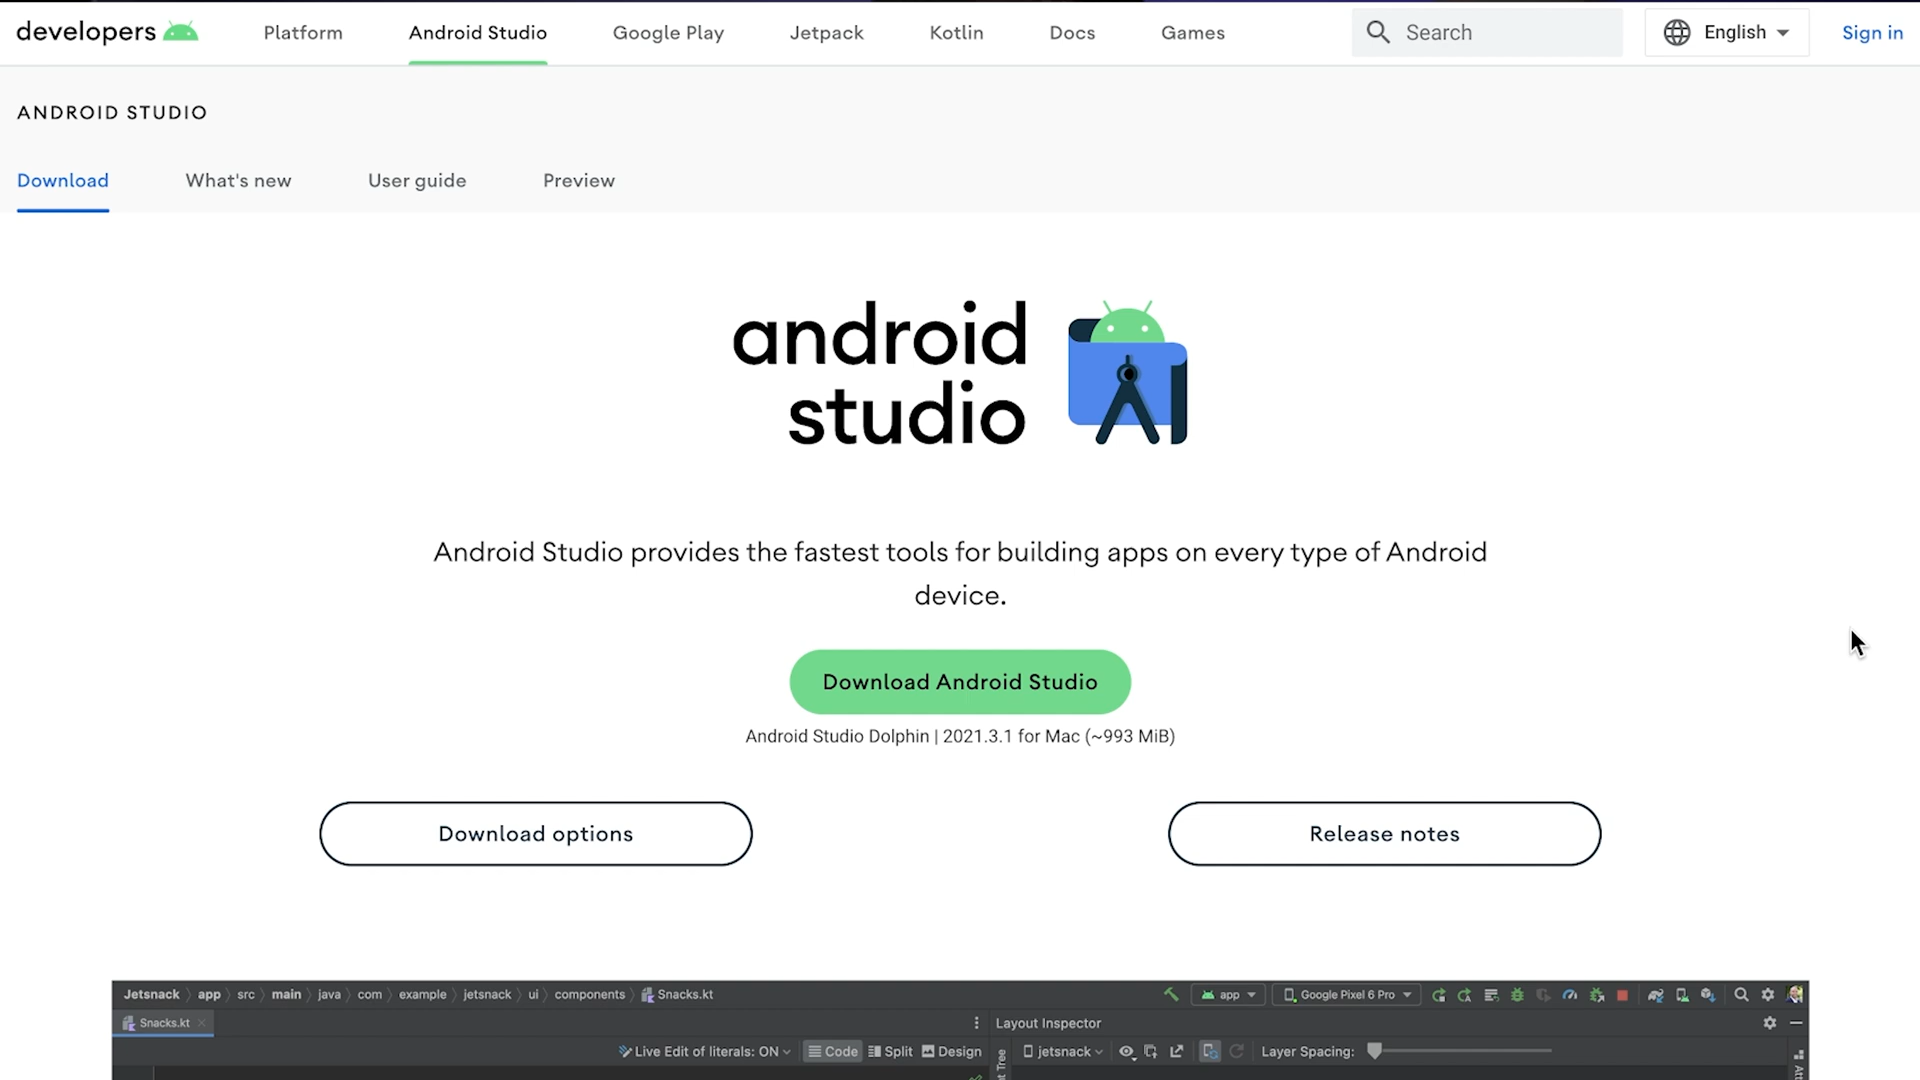 developers
Platform
Android Studio
Google Play
Jetpack
Kotlin
Docs
Games
Search
English
Sign in
ANDROID STUDIO
Download
What's new
User guide
Preview
android
studio
Android Studio provides the fastest tools for building apps on every type of Android
device.
Download Android Studio
Android Studio Dolphin | 2021.3.1 for Mac (~993 MiB)
Download options
Release notes
Jetsnack app src main java com example jetsnack ui components Snacks.kt
app
Google Pixel 6 Pro
Snacks.kt
Layout Inspector
Live Edit of literals: ON
Code
Split
Design
jetsnack
Layer Spacing: